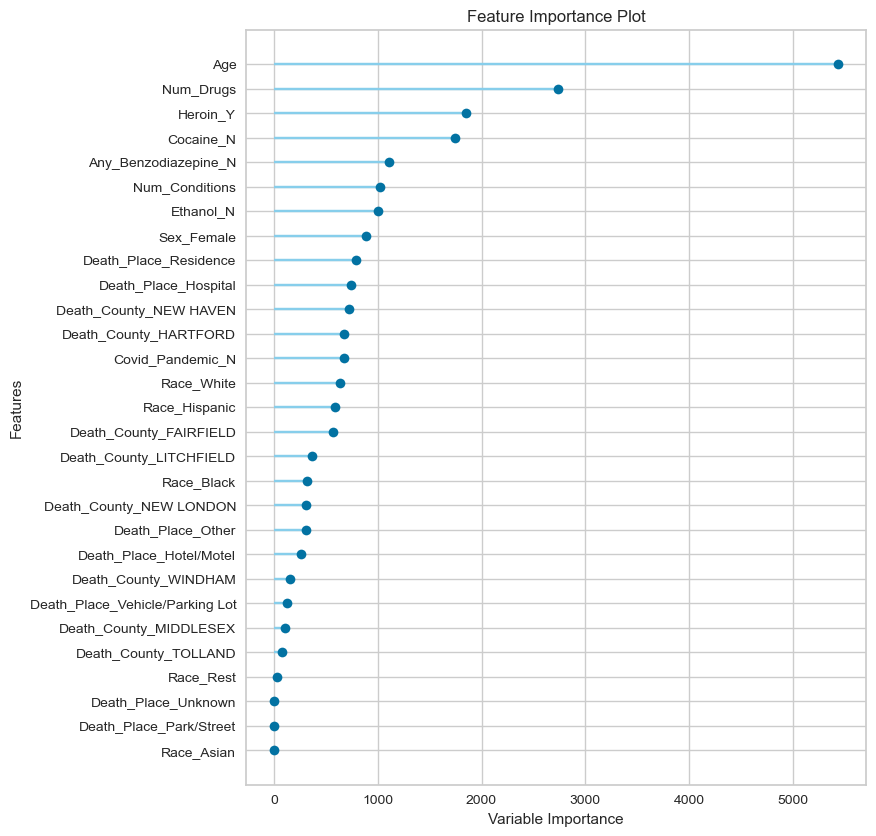 Feature Importance Plot
Features
Age
Num_Drugs
Heroin_Y
Cocaine_N
Any_Benzodiazepine_N
Num_Conditions
Ethanol_N
Sex_Female
Death_Place_Residence
Death_Place_Hospital
Death_County_NEW HAVEN
Death_County_HARTFORD
Covid_Pandemic_N
Race_White
Race_Hispanic
Death_County_FAIRFIELD
Death_County_LITCHFIELD
Race_Black
Death_County_NEW LONDON
Death_Place_Other
Death_Place_Hotel/Motel
Death_County_WINDHAM
Death_Place_Vehicle/Parking Lot
Death_County_MIDDLESEX
Death_County_TOLLAND
Race_Rest
Death_Place_Unknown
Death_Place_Park/Street
Race_Asian
0 1000 2000 3000 4000 5000
Variable Importance